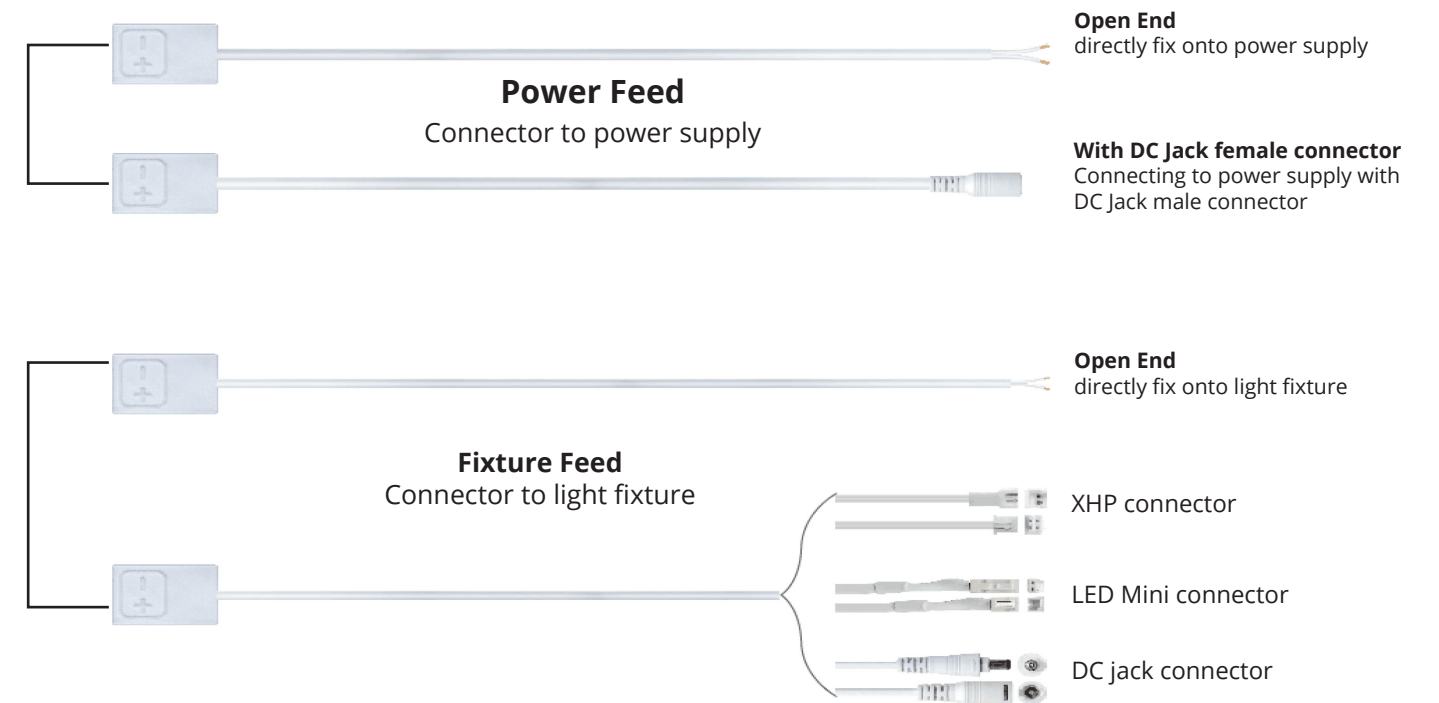 Open End
directly fix onto power supply
Power Feed
Connector to power supply
With DC Jack female connector
Connecting to power supply with
DC Jack male connector
Open End
directly fix onto light fixture
Fixture Feed
Connector to light fixture
XHP connector
LED Mini connector
DC jack connector